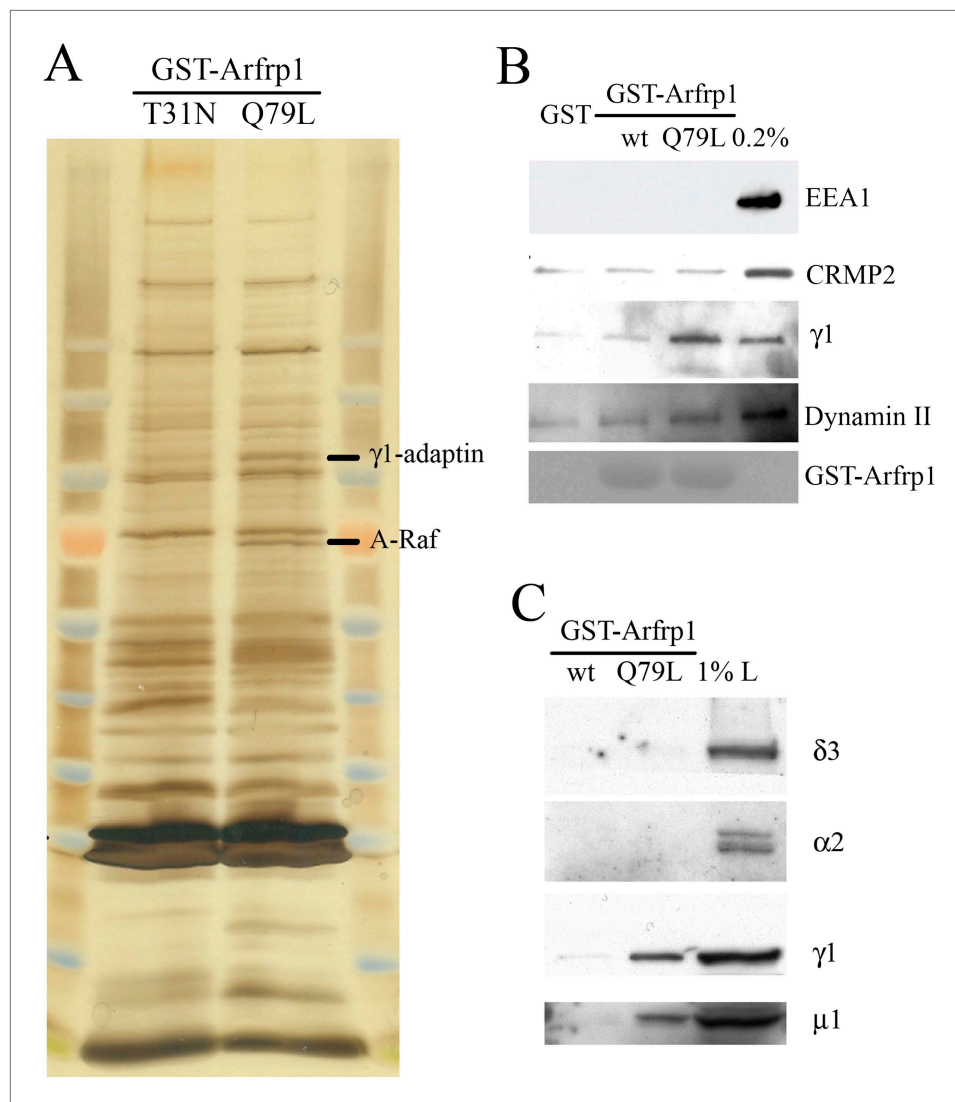 A
GST-Arfrp1
T31N Q79L
γ1-adaptin
A-Raf
B
GST-Arfrp1
GST
wt Q79L 0.2%
EEA1
CRMP2
γ1
Dynamin II
GST-Arfrp1
C
GST-Arfrp1
wt Q79L 1% L
δ3
α2
γ1
μ1